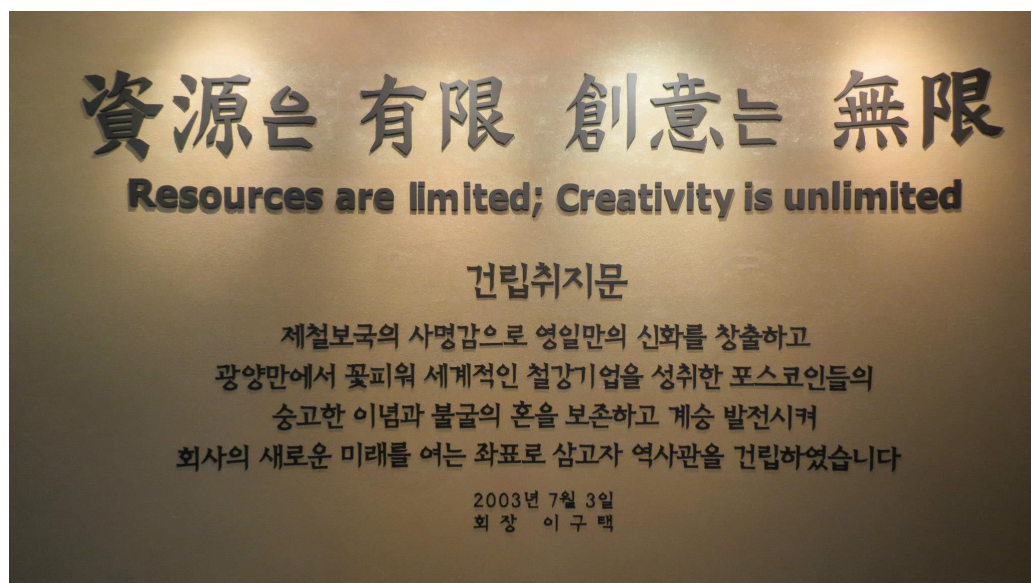 資源은 有限 創意는 無限
Resources are limited; Creativity is unlimited
건립취지문
제철보국의 사명감으로 영일만의 신화를 창출하고
광양만에서 꽃피워 세계적인 철강기업을 성취한 포스코인들의
숭고한 이념과 불굴의 혼을 보존하고 계승 발전시켜
회사의 새로운 미래를 여는 좌표로 삼고자 역사관을 건립하였습니다
2003년 7월 3일
회 장 이 구 택